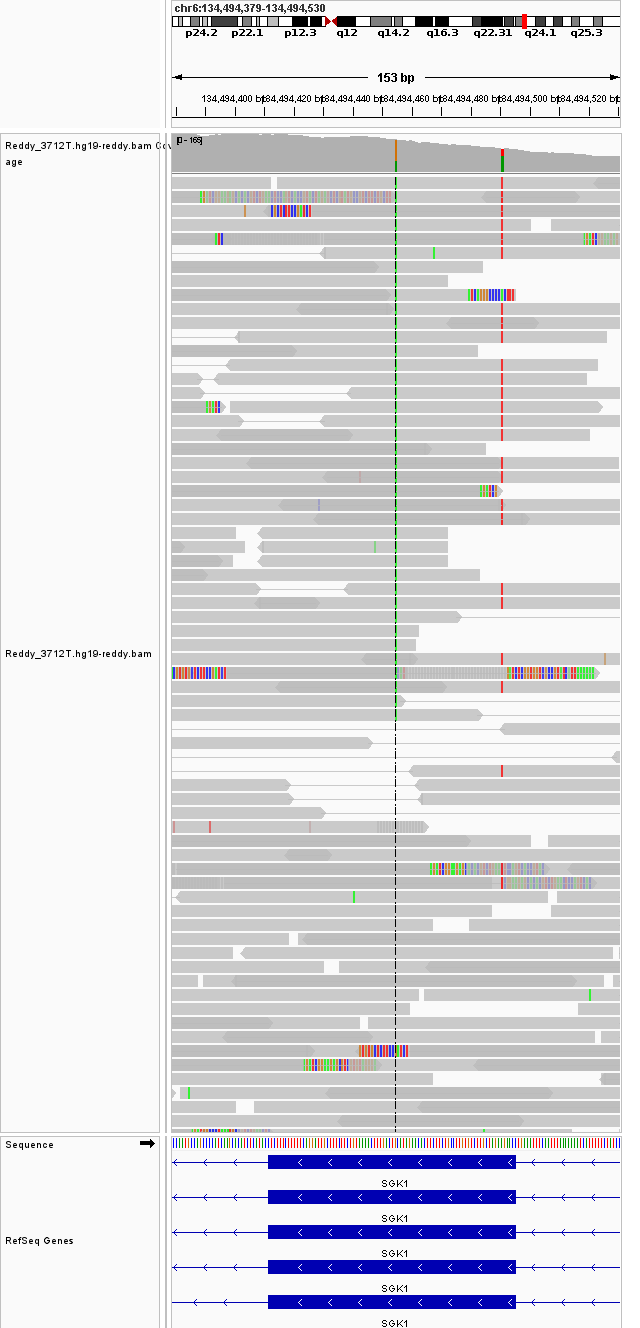 chr6:134,494,379-134,494,530
p24.2 p22.1 p12.3 q12 q14.2 q16.3 q22.31 q24.1 q25.3
153 bp
134,494,400 bp 134,494,420 bp 134,494,440 bp 134,494,460 bp 134,494,480 bp 134,494,500 bp 134,494,520 bp
Reddy_3712T.hg19-reddy.bam Cov
age
[0 - 165]
Reddy_3712T.hg19-reddy.bam
Sequence
SGK1
SGK1
RefSeq Genes
SGK1
SGK1
SGK1